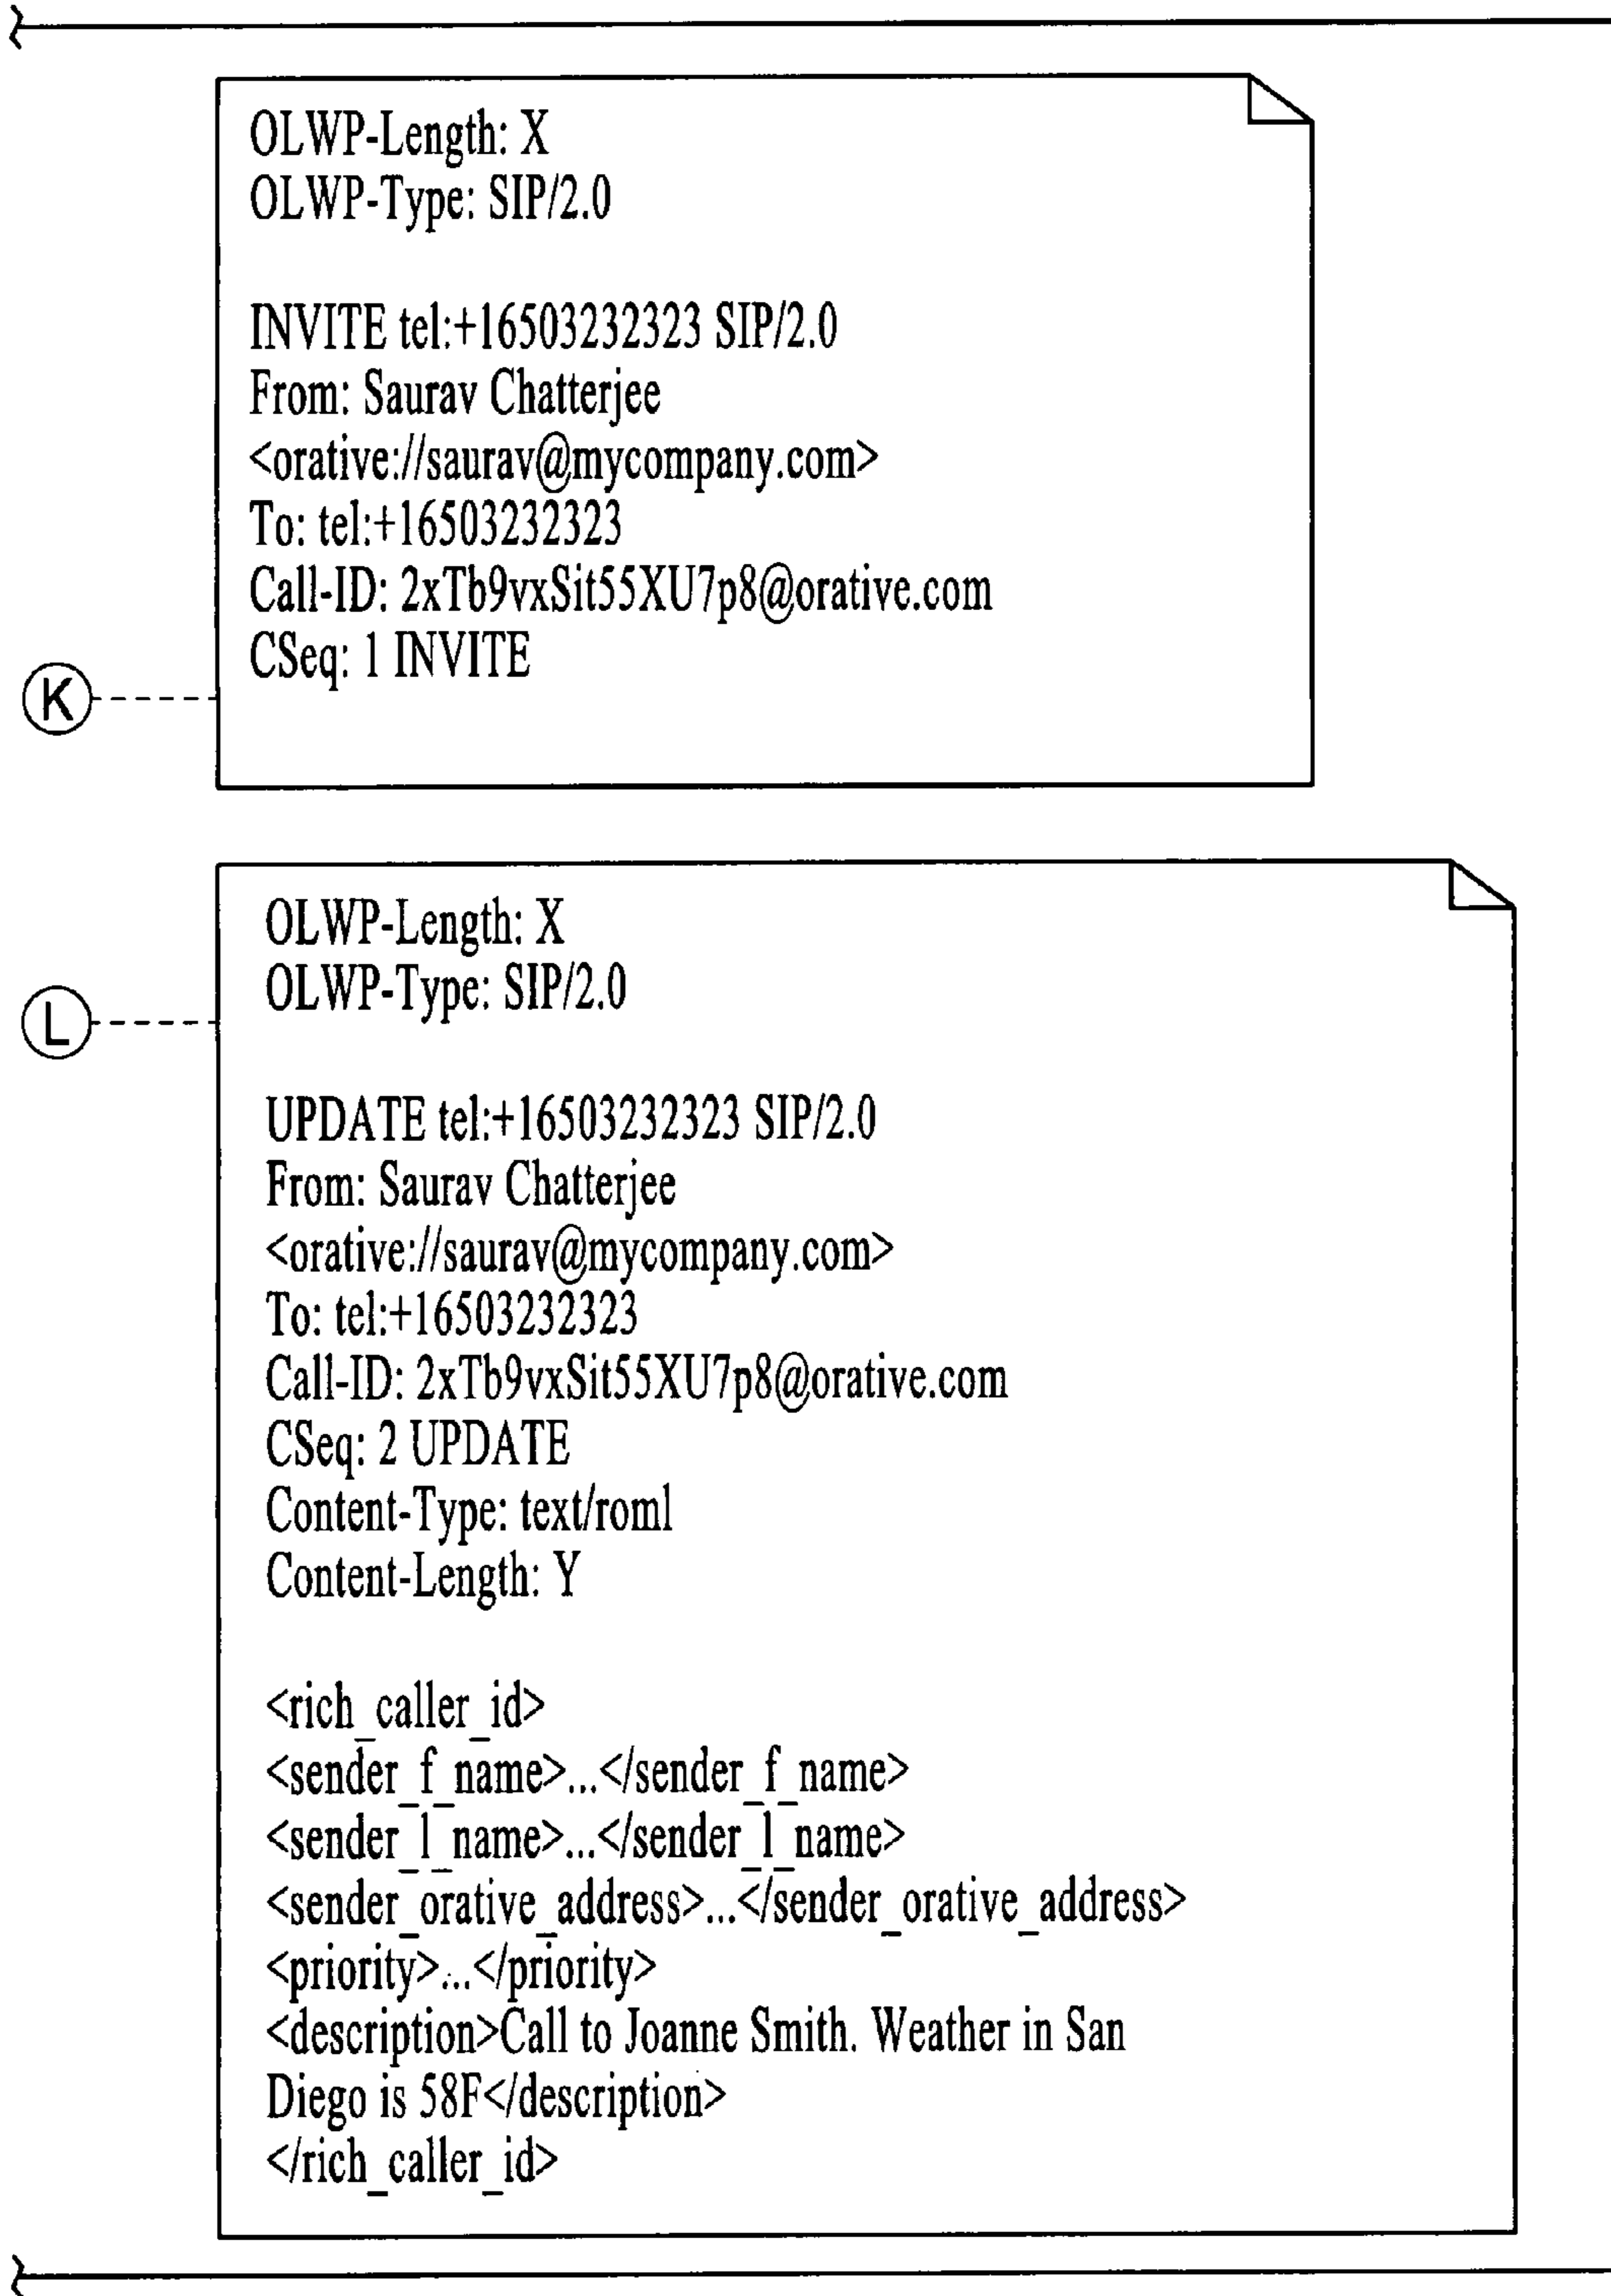 OLWP-Length: X
OLWP-Type: SIP/2.0
INVITE tel:+16503232323 SIP/2.0
From: Saurav Chatterjee
<orative://saurav@mycompany.com>
To: tel:+16503232323
Call-ID: 2xTb9vxSit55XU7p8@orative.com
CSeq: 1 INVITE
K
OLWP-Length: X
OLWP-Type: SIP/2.0
L
UPDATE tel:+16503232323 SIP/2.0
From: Saurav Chatterjee
<orative://saurav@mycompany.com>
To: tel:+16503232323
Call-ID: 2xTb9vxSit55XU7p8@orative.com
CSeq: 2 UPDATE
Content-Type: text/roml
Content-Length: Y
<rich_caller_id>
<sender_f_name>...</sender_f_name>
<sender_l_name>...</sender_l_name>
<sender_orative_address>...</sender_orative_address>
<priority>...</priority>
<description>Call to Joanne Smith. Weather in San
Diego is 58F</description>
</rich_caller_id>